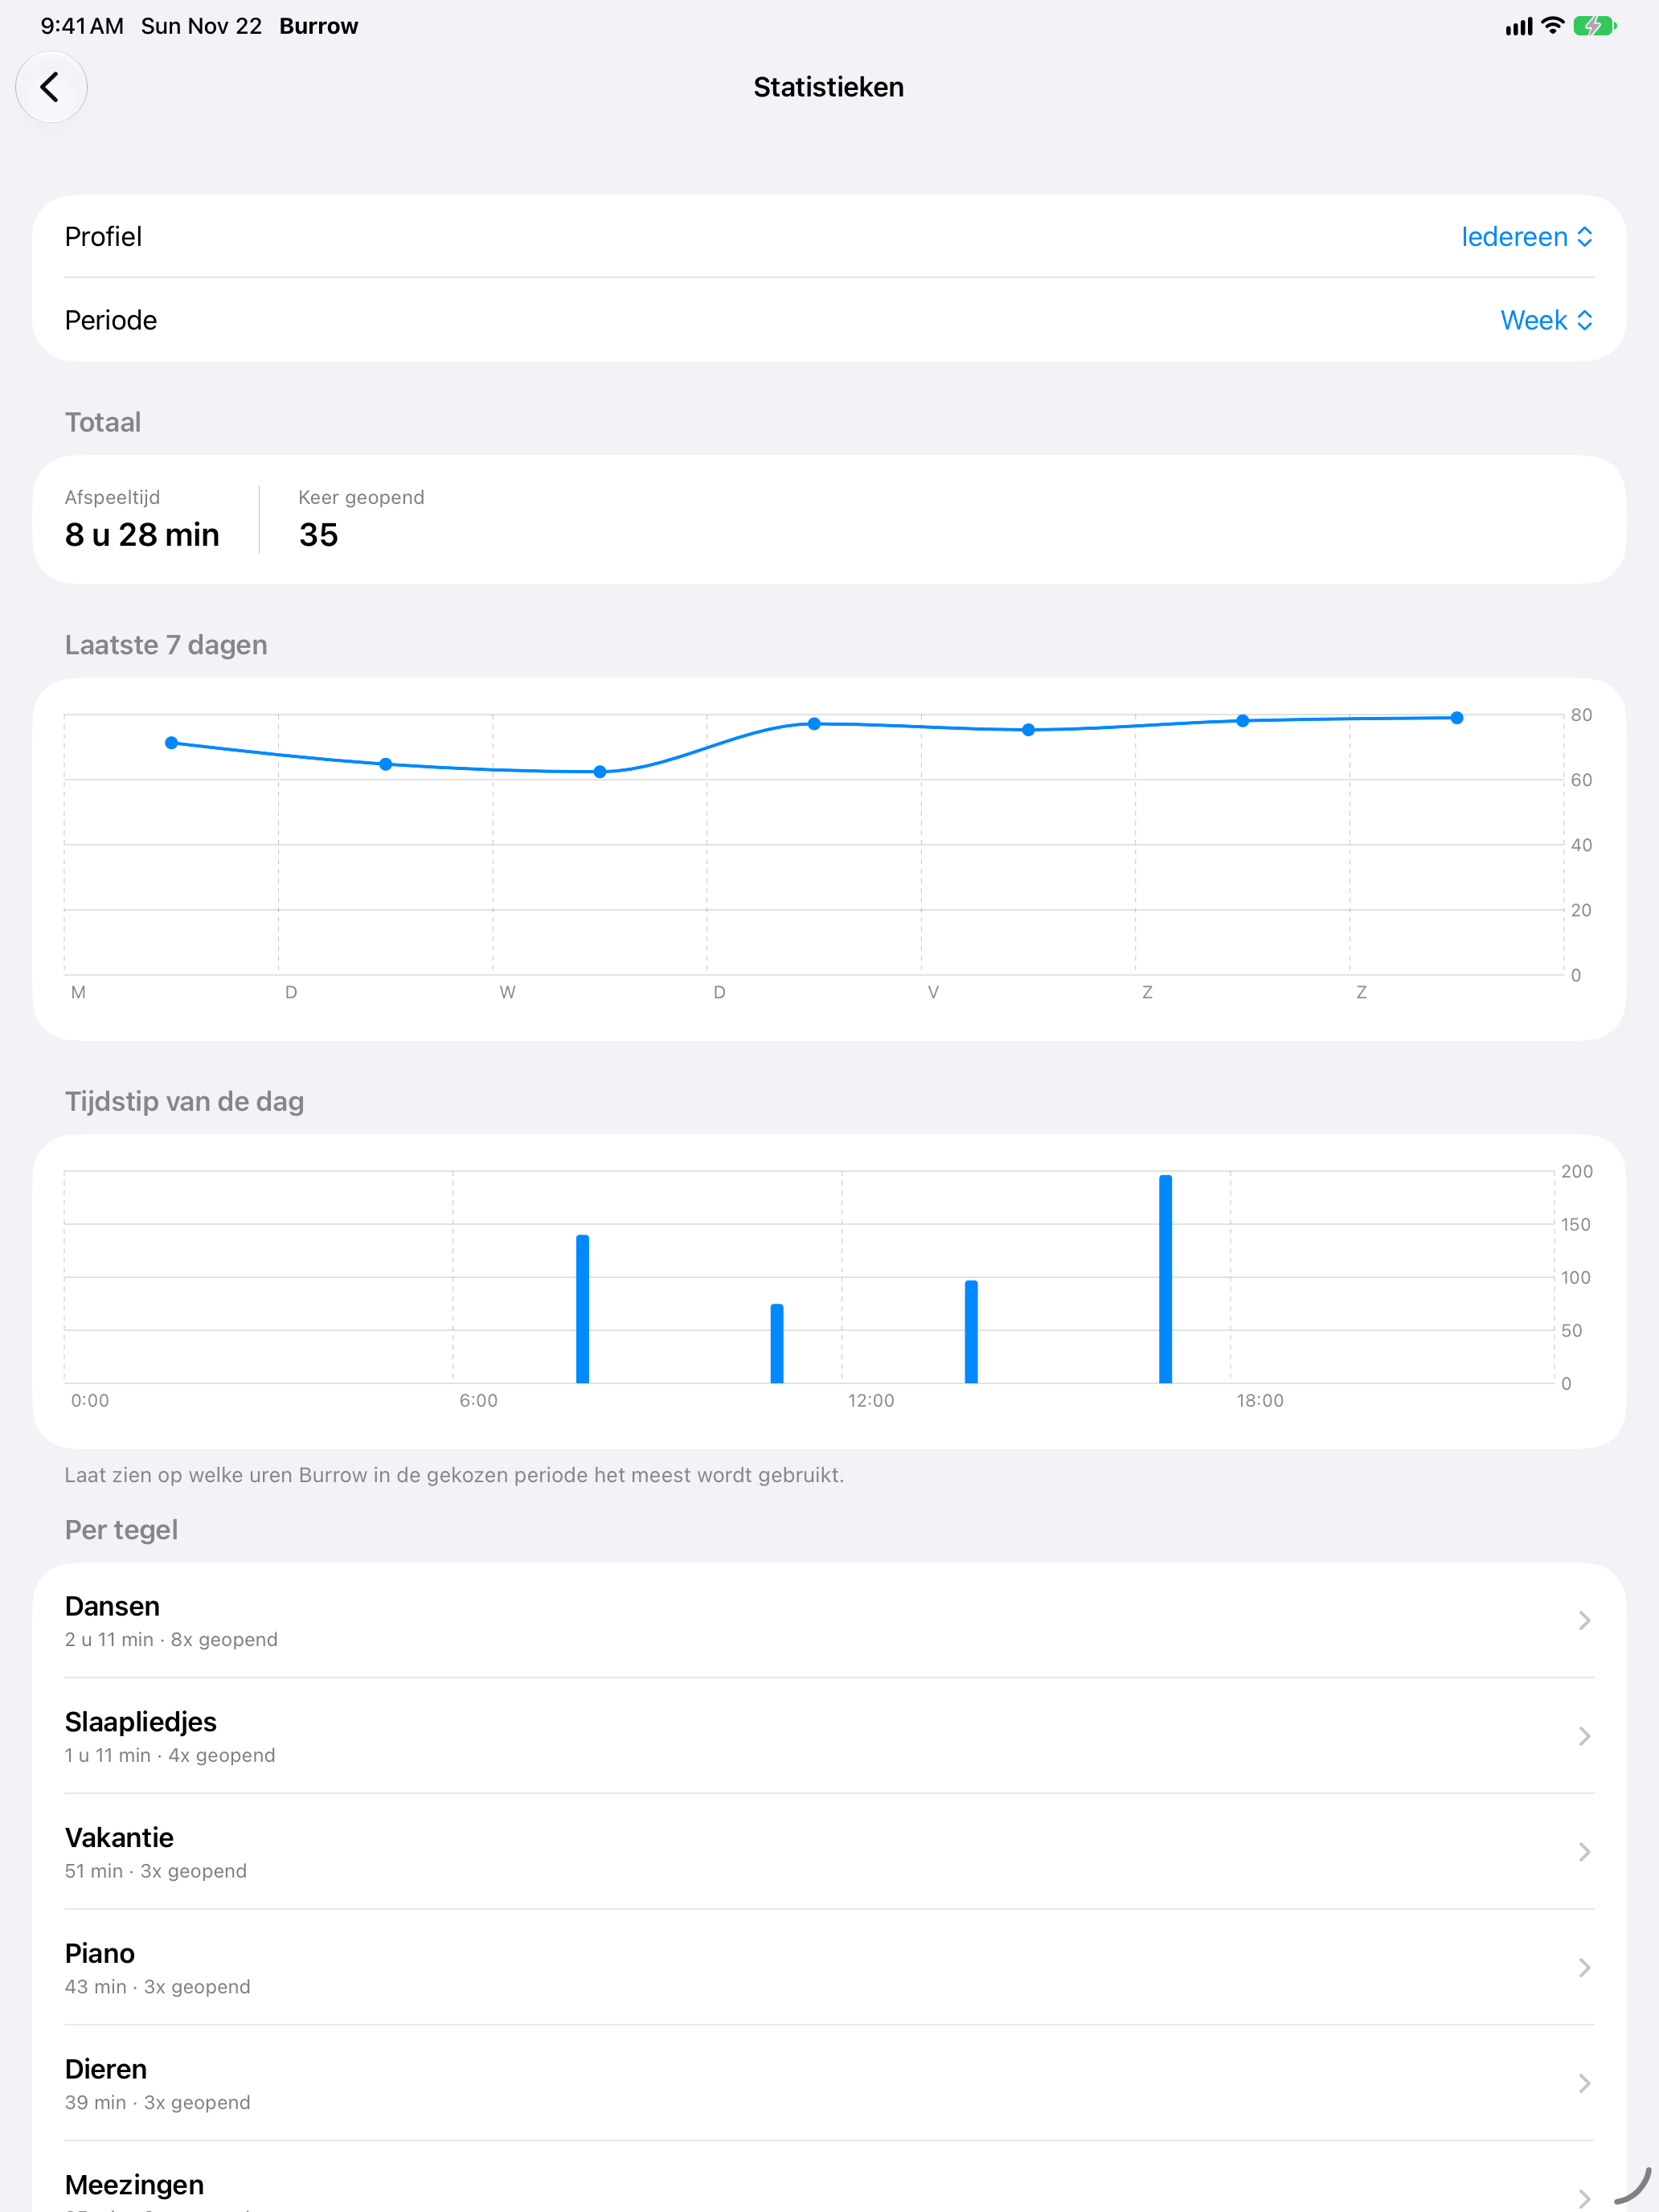 9:41 AM Sun Nov 22 Burrow
Statistieken
Profiel Iedereen
Periode Week
Totaal
Afspeeltijd Keer geopend
8 u 28 min 35
Laatste 7 dagen
80
60
40
20
0
M D W D V Z Z
Tijdstip van de dag
200
150
100
50
0
0:00 6:00 12:00 18:00
Laat zien op welke uren Burrow in de gekozen periode het meest wordt gebruikt.
Per tegel
Dansen
2 u 11 min · 8x geopend
Slaapliedjes
1 u 11 min · 4x geopend
Vakantie
51 min · 3x geopend
Piano
43 min · 3x geopend
Dieren
39 min · 3x geopend
Meezingen